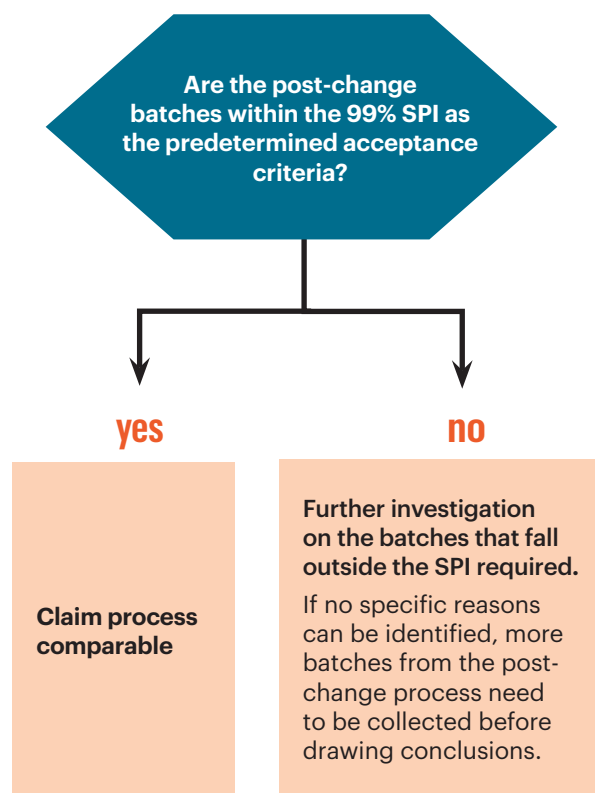 Are the post-change
batches within the 99% SPI as
the predetermined acceptance
criteria?
yes
no
Claim process
comparable
Further investigation
on the batches that fall
outside the SPI required.
If no specific reasons
can be identified, more
batches from the post-
change process need
to be collected before
drawing conclusions.